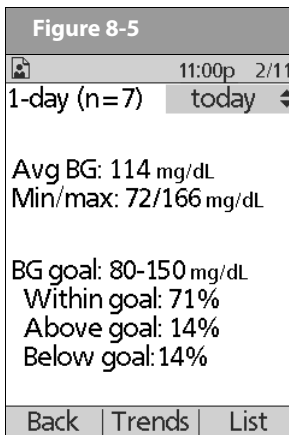 Figure 8-5
11:00p 2/11
1-day (n=7) today
Avg BG: 114 mg/dL
Min/max: 72/166 mg/dL
BG goal: 80-150 mg/dL
Within goal: 71%
Above goal: 14%
Below goal: 14%
Back | Trends | List